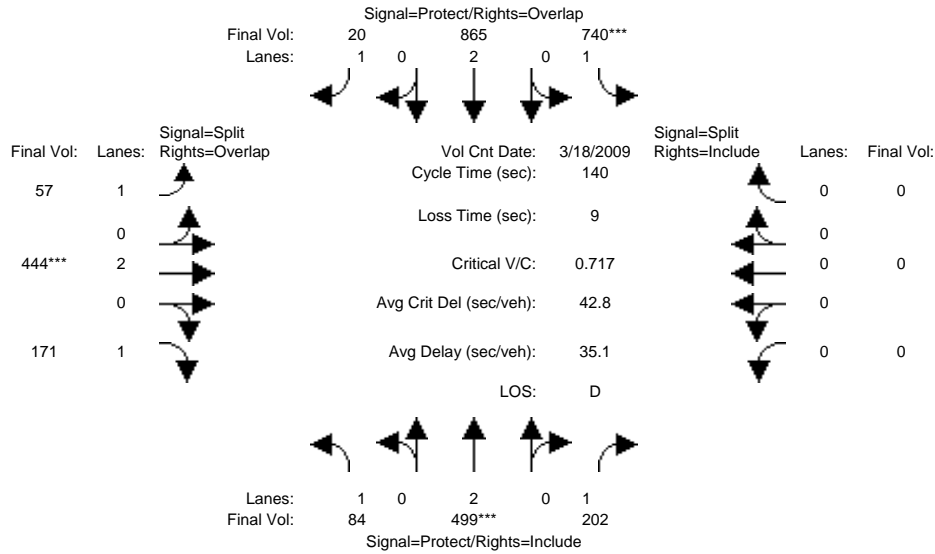 Signal=Protect/Rights=Overlap
Final Vol: 20 865 740***
Lanes: 1 0 2 0 1
Signal=Split Signal=Split
Final Vol: Lanes: Rights=Overlap Vol Cnt Date: 3/18/2009 Rights=Include Lanes: Final Vol:
Cycle Time (sec): 140
57 1 0 0
Loss Time (sec): 9
0 0
444*** 2 Critical V/C: 0.717 0 0
0 Avg Crit Del (sec/veh): 42.8 0
171 1 Avg Delay (sec/veh): 35.1 0 0
LOS: D
Lanes: 1 0 2 0 1
Final Vol: 84 499*** 202
Signal=Protect/Rights=Include